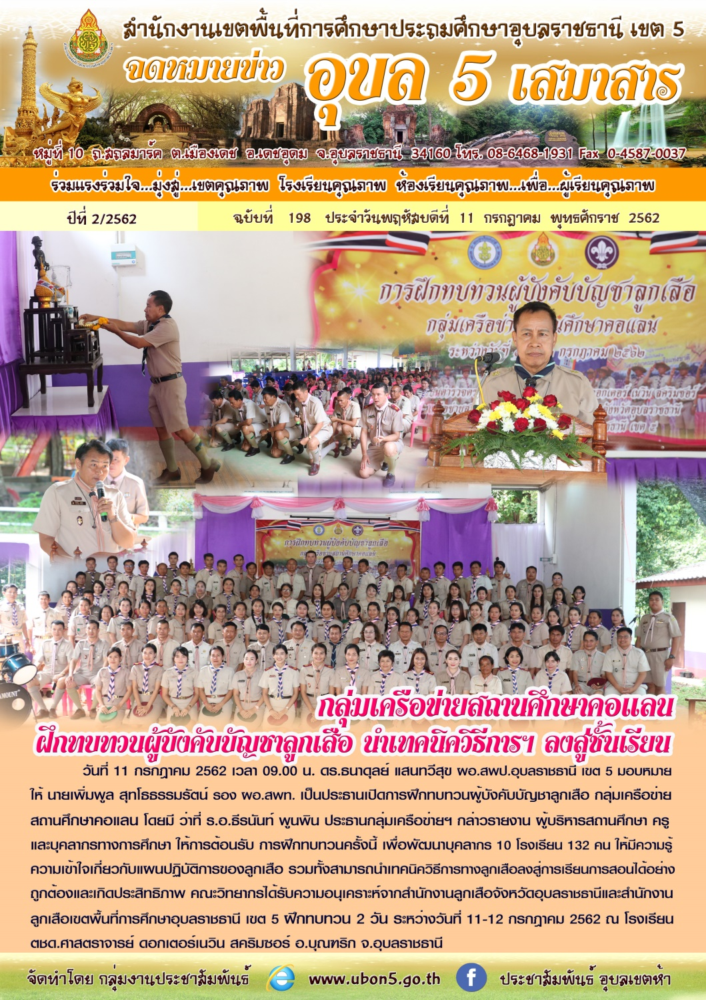 สำนักงานเขตพื้นที่การศึกษาประถมศึกษาอุบลราชธานี เขต 5
จดหมายข่าว อุบล 5 เสมาสาร
หมู่ที่ 10 ถ.สถลมาร์ค ต.เมืองเดช อ.เดชอุดม จ.อุบลราชธานี 34160 โทร. 08-6468-1931 Fax 0-4587-0037
ร่วมแรงร่วมใจ...มุ่งสู่...เขตคุณภาพ โรงเรียนคุณภาพ ห้องเรียนคุณภาพ...เพื่อ...ผู้เรียนคุณภาพ
ปีที่ 2/2562 ฉบับที่ 198 ประจำวันพฤหัสบดีที่ 11 กรกฎาคม พุทธศักราช 2562
การฝึกทบทวนผู้บังคับบัญชาลูกเสือ
กลุ่มเครือข่า ศึกษาคอแลน
ระหว่างวันที่ กรกฎาคม ๒๕๖๒
การฝึกทบทวนผู้บังคับบัญชาลูกเสือ
กลุ่มเครือข่ายสถานศึกษาคอแลน
กลุ่มเครือข่ายสถานศึกษาคอแลน
ฝึกทบทวนผู้บังคับบัญชาลูกเสือ นำเทคนิควิธีการฯ ลงสู่ชั้นเรียน
วันที่ 11 กรกฎาคม 2562 เวลา 09.00 น. ดร.ธนาดุลย์ แสนทวีสุข ผอ.สพป.อุบลราชธานี เขต 5 มอบหมาย
ให้ นายเพิ่มพูล สุทโธธรรมรัตน์ รอง ผอ.สพท. เป็นประธานเปิดการฝึกทบทวนผู้บังคับบัญชาลูกเสือ กลุ่มเครือข่าย
สถานศึกษาคอแลน โดยมี ว่าที่ ร.อ.ธีรนันท์ พูนพิน ประธานกลุ่มเครือข่ายฯ กล่าวรายงาน ผู้บริหารสถานศึกษา ครู
และบุคลากรทางการศึกษา ให้การต้อนรับ การฝึกทบทวนครั้งนี้ เพื่อพัฒนาบุคลากร 10 โรงเรียน 132 คน ให้มีความรู้
ความเข้าใจเกี่ยวกับแผนปฏิบัติการของลูกเสือ รวมทั้งสามารถนำเทคนิควิธีการทางลูกเสือลงสู่การเรียนการสอนได้อย่าง
ถูกต้องและเกิดประสิทธิภาพ คณะวิทยากรได้รับความอนุเคราะห์จากสำนักงานลูกเสือจังหวัดอุบลราชธานีและสำนักงาน
ลูกเสือเขตพื้นที่การศึกษาอุบลราชธานี เขต 5 ฝึกทบทวน 2 วัน ระหว่างวันที่ 11-12 กรกฎาคม 2562 ณ โรงเรียน
ตชด.ศาสตราจารย์ ดอกเตอร์เนวิน สคริมชอร์ อ.บุณฑริก จ.อุบลราชธานี
จัดทำโดย กลุ่มงานประชาสัมพันธ์ www.ubon5.go.th ประชาสัมพันธ์ อุบลเขตห้า